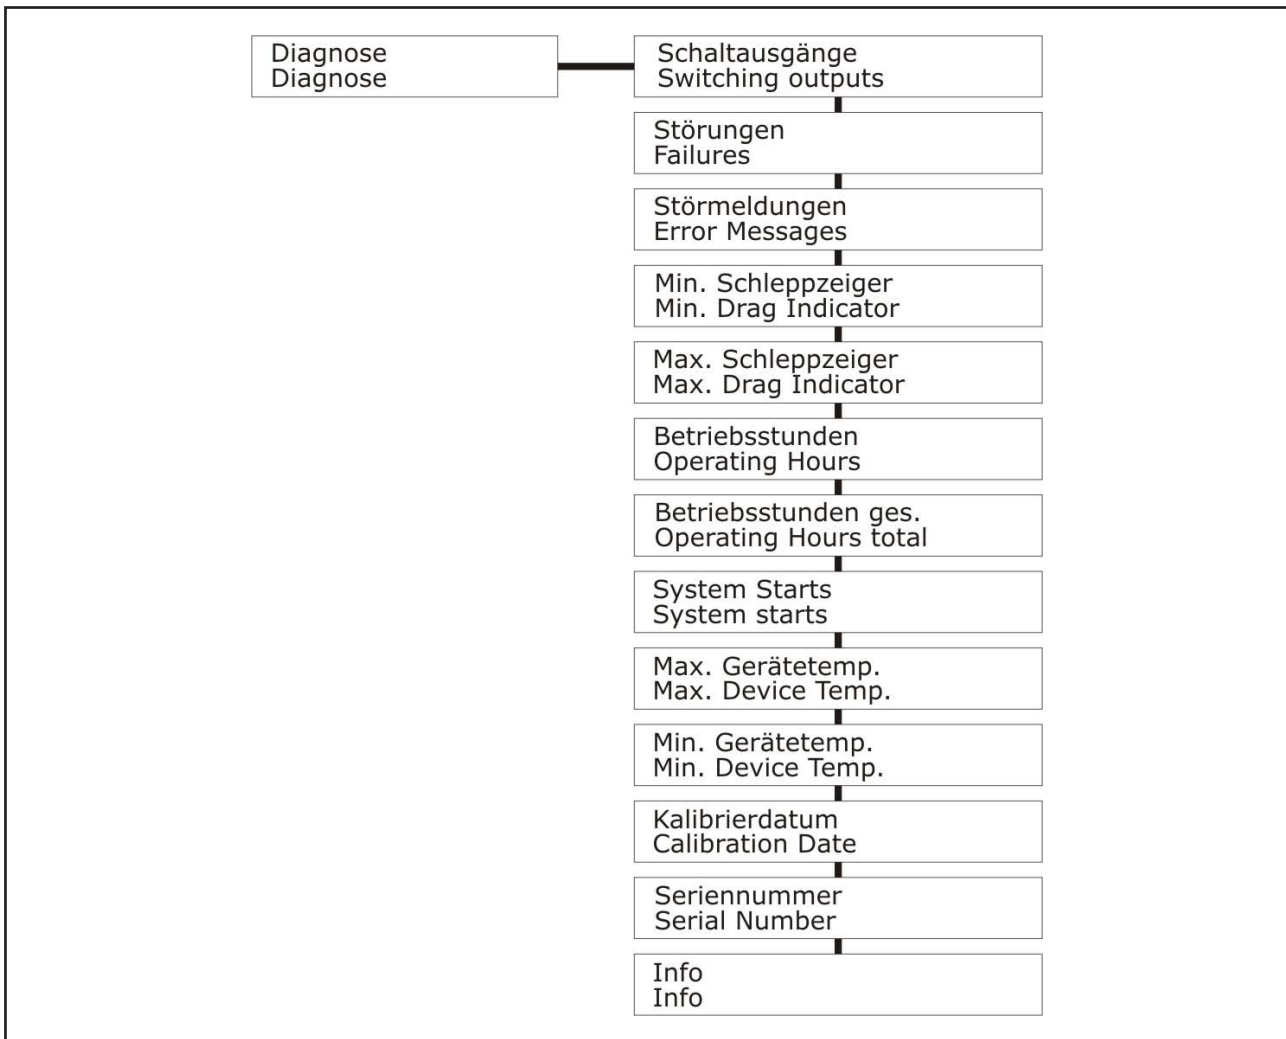 Diagnose
Diagnose
Schaltausgänge
Switching outputs
Störungen
Failures
Störmeldungen
Error Messages
Min. Schleppzeiger
Min. Drag Indicator
Max. Schleppzeiger
Max. Drag Indicator
Betriebsstunden
Operating Hours
Betriebsstunden ges.
Operating Hours total
System Starts
System starts
Max. Gerätetemp.
Max. Device Temp.
Min. Gerätetemp.
Min. Device Temp.
Kalibrierdatum
Calibration Date
Seriennummer
Serial Number
Info
Info